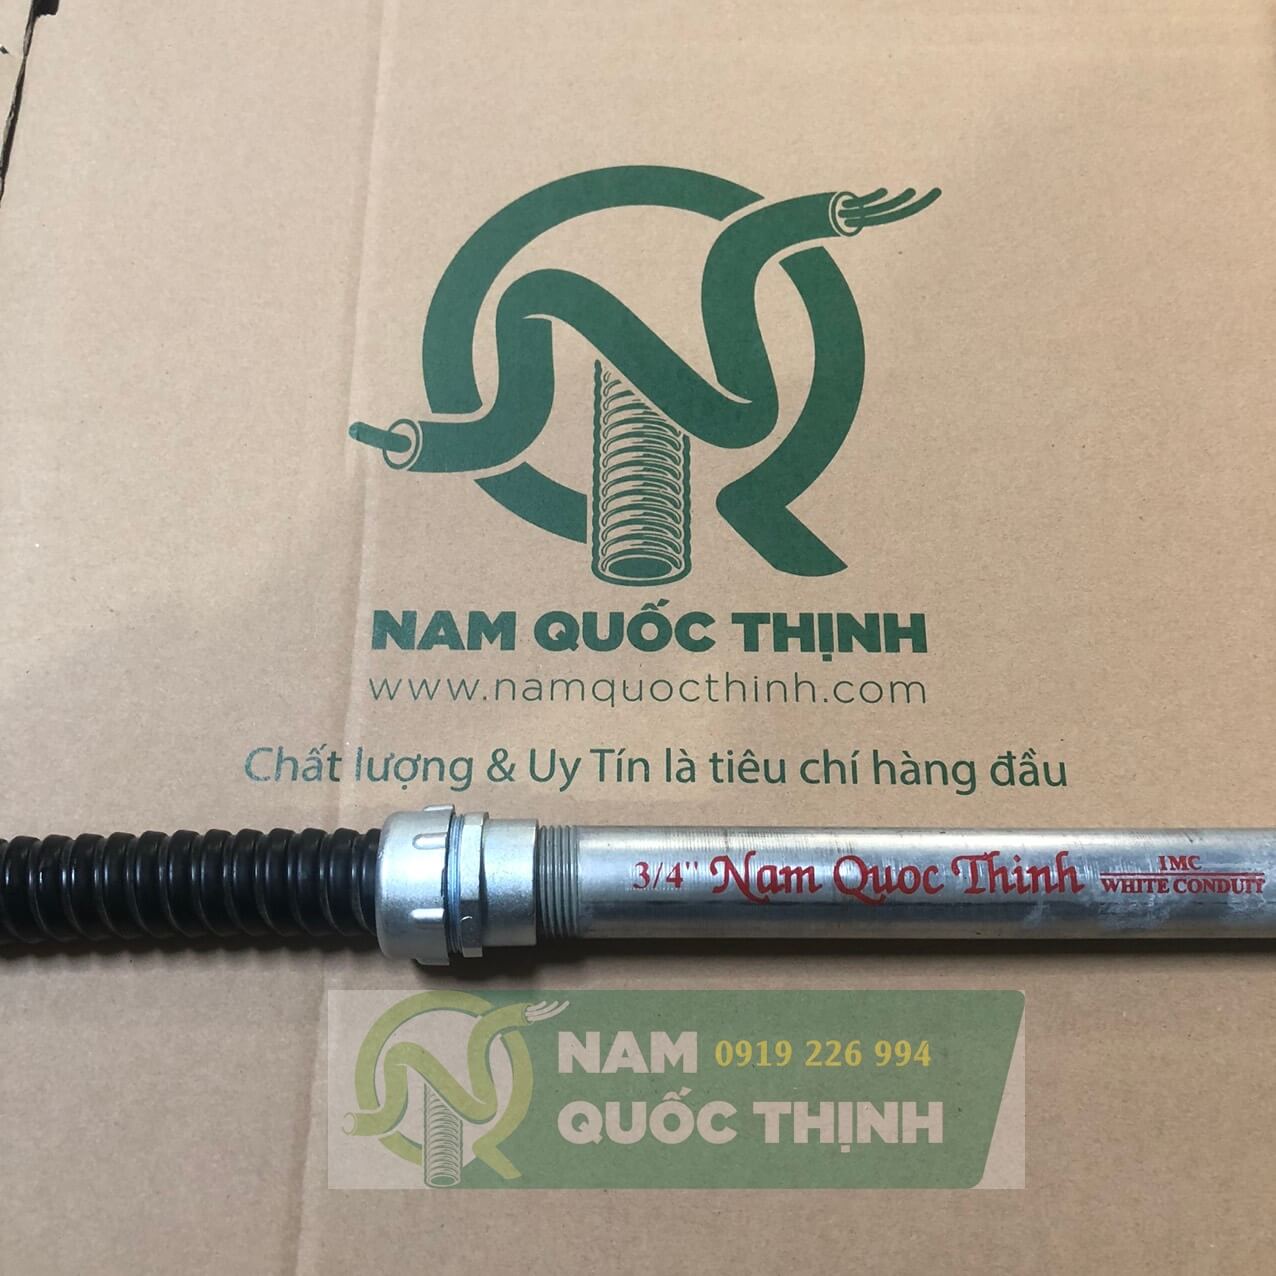 NAM QUỐC THỊNH
www.namquocthinh.com
Chất lượng & Uy Tín là tiêu chí hàng đầu
3/4" Nam Quoc Thinh IMC
WHITE CONDUIT
NAM 0919 226 994
QUỐC THỊNH